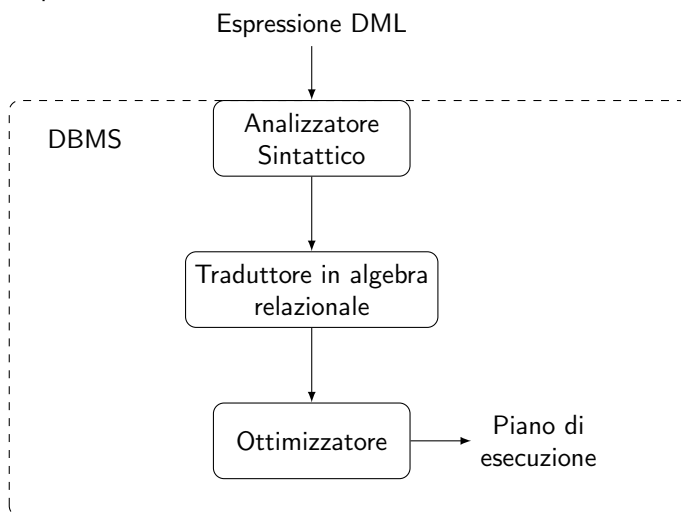 Espressione DML
DBMS
Analizzatore
Sintattico
Traduttore in algebra
relazionale
Ottimizzatore
Piano di
esecuzione